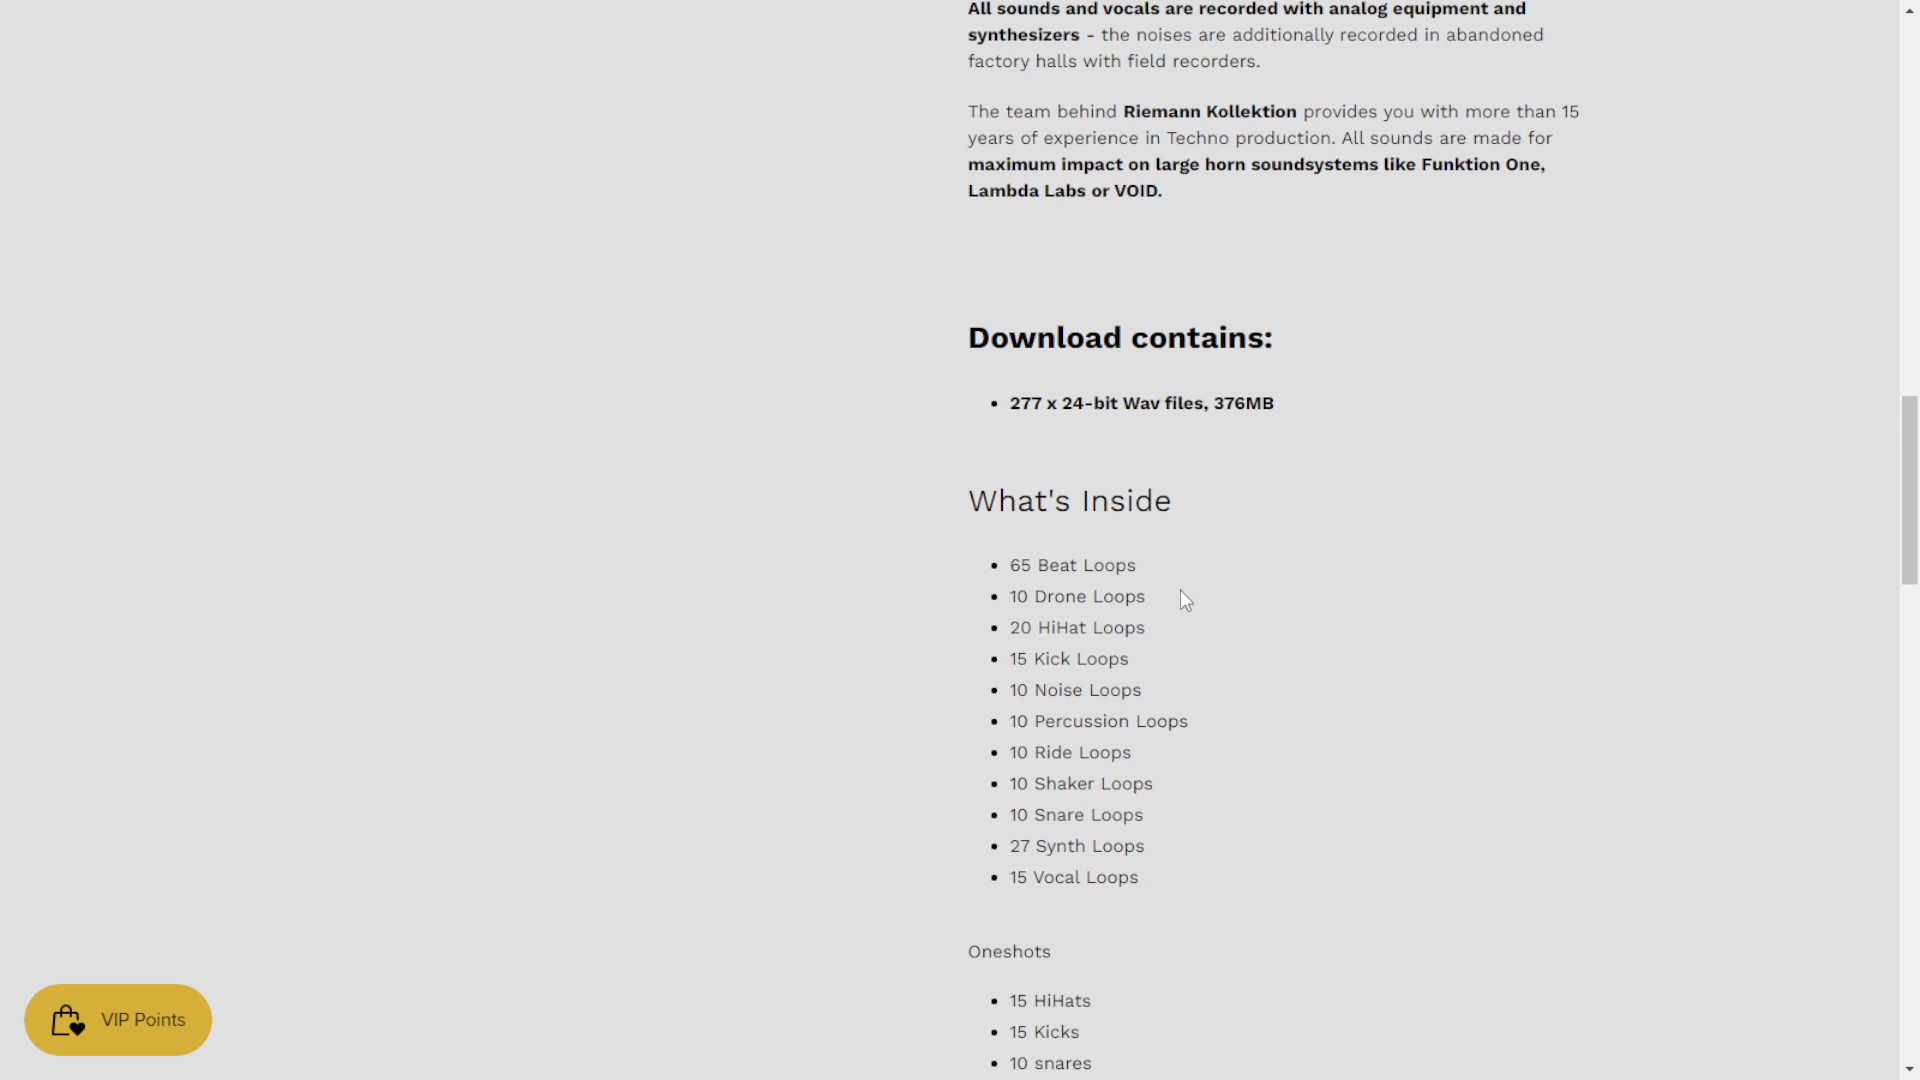 All sounds and vocals are recorded with analog equipment and
synthesizers - the noises are additionally recorded in abandoned
factory halls with field recorders.
The team behind Riemann Kollektion provides you with more than 15
years of experience in Techno production. All sounds are made for
maximum impact on large horn soundsystems like Funktion One,
Lambda Labs or VOID.
Download contains:
277 x 24-bit Wav files, 376MB
What's Inside
65 Beat Loops
10 Drone Loops
20 HiHat Loops
15 Kick Loops
10 Noise Loops
10 Percussion Loops
10 Ride Loops
10 Shaker Loops
10 Snare Loops
27 Synth Loops
15 Vocal Loops
Oneshots
15 HiHats
15 Kicks
10 snares
VIP Points